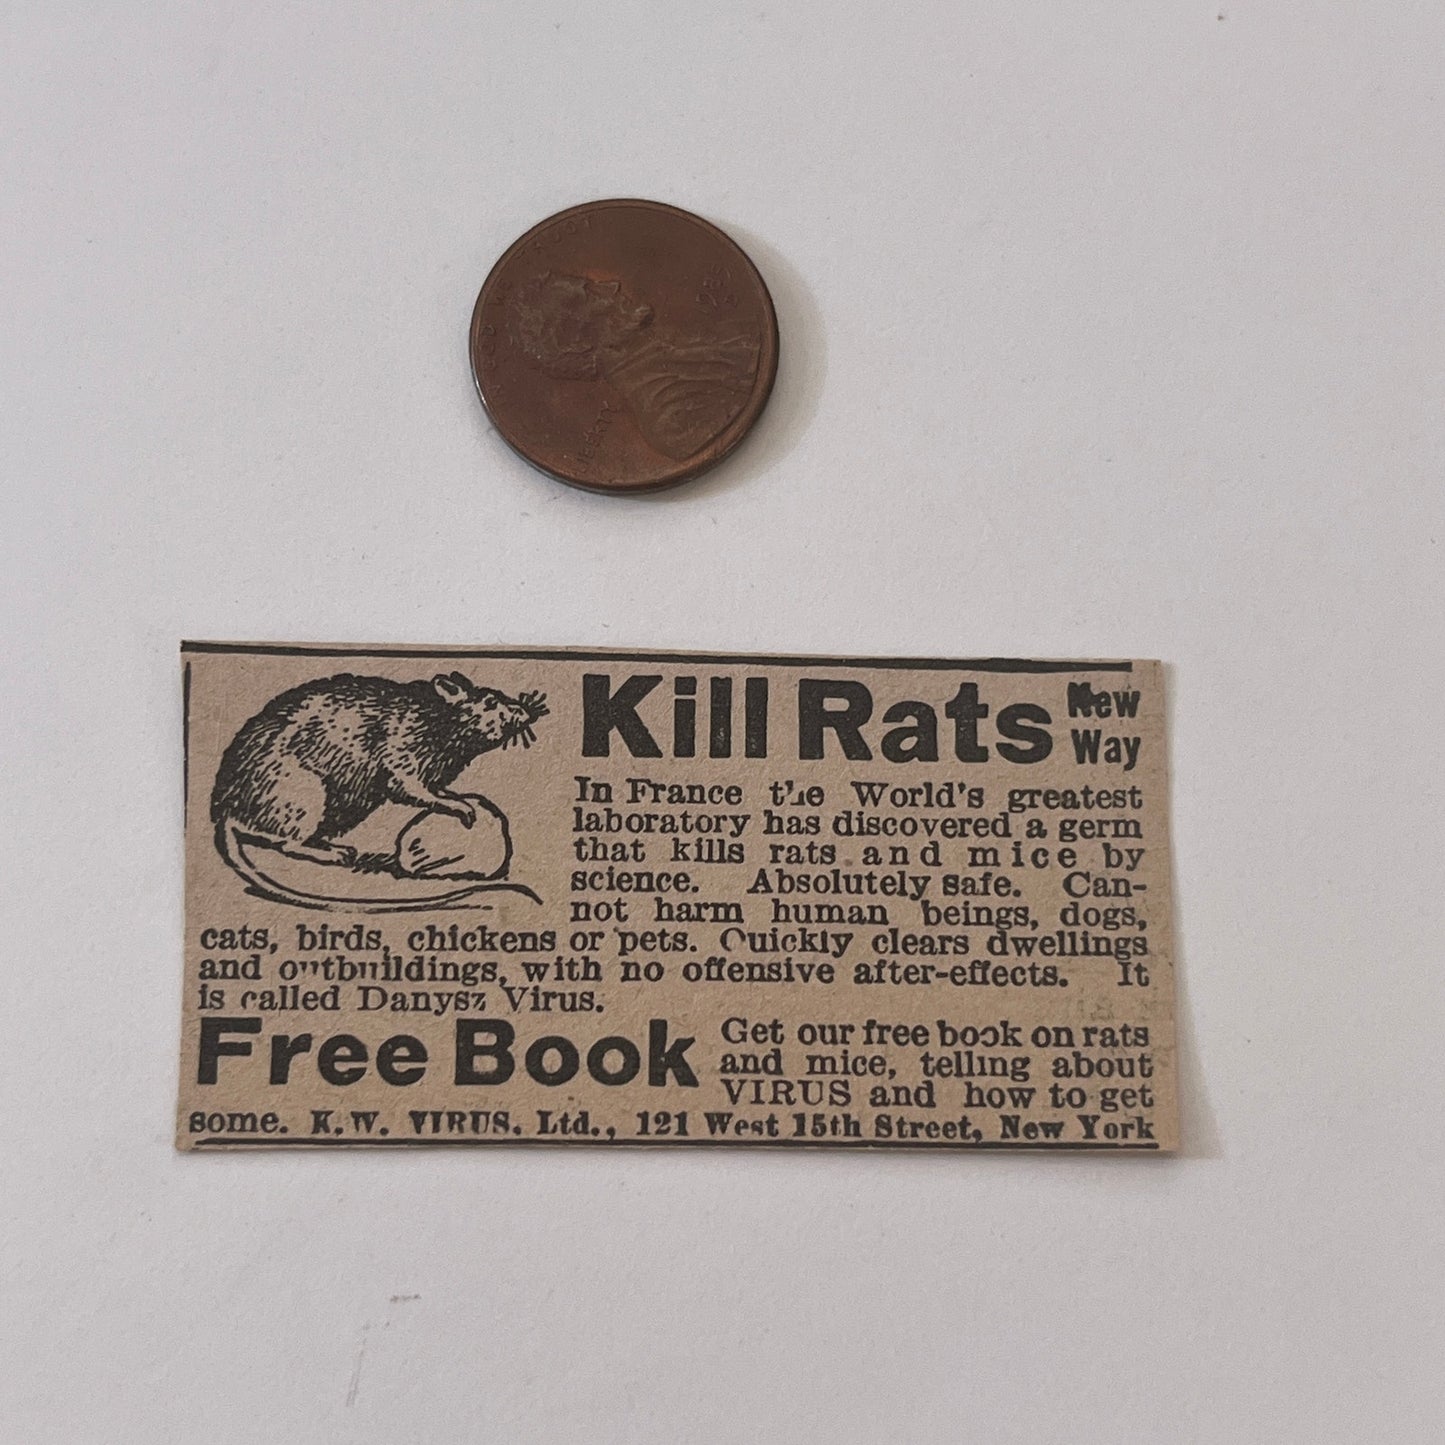 LIBERTY
Kill Rats New Way
In France the World's greatest
laboratory has discovered a germ
that kills rats and mice by
science. Absolutely safe. Can-
not harm human beings, dogs,
cats, birds, chickens or pets. Quickly clears dwellings
and outbuildings, with no offensive after-effects. It
is called Danysz Virus.
Free Book Get our free book on rats
and mice, telling about
VIRUS and how to get
some. K. W. VIRUS. Ltd., 121 West 15th Street, New York